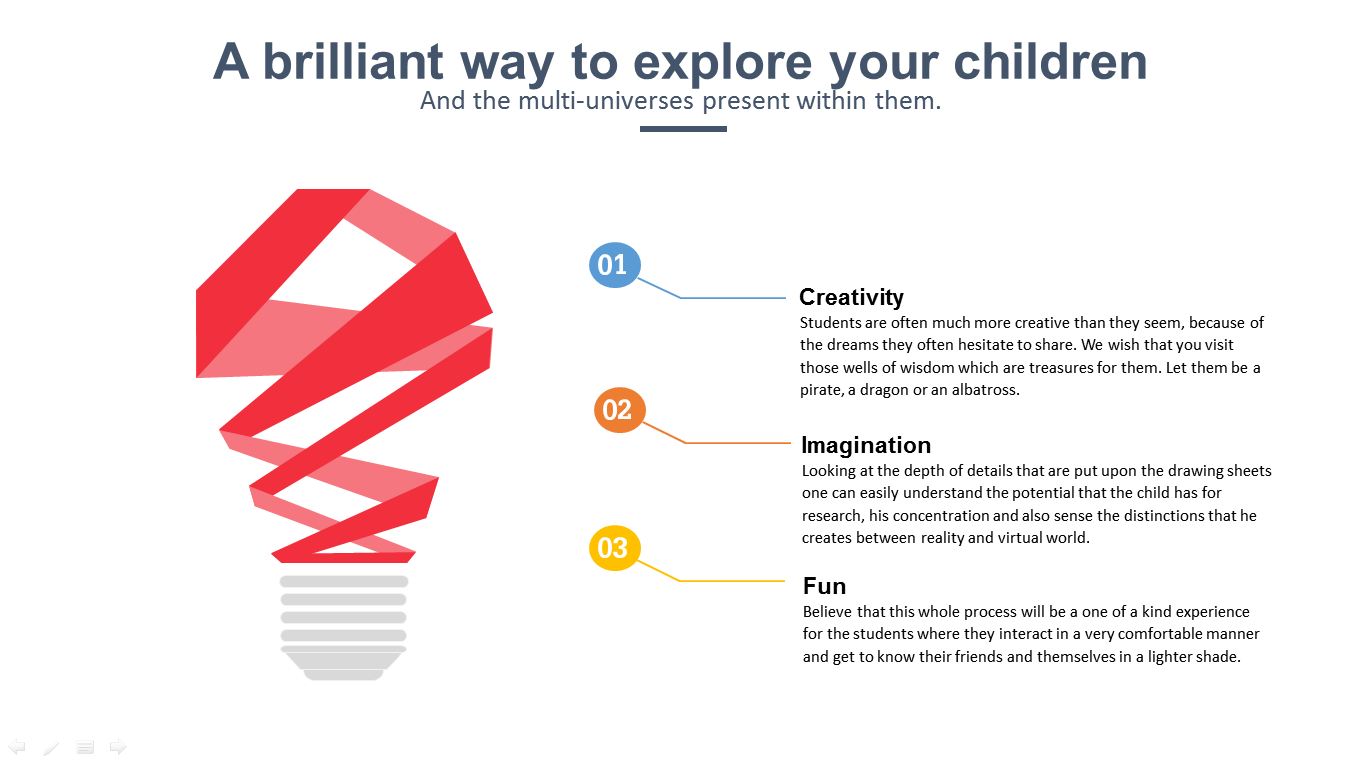 A brilliant way to explore your children
And the multi-universes present within them.
01
Creativity
Students are often much more creative than they seem, because of
the dreams they often hesitate to share. We wish that you visit
those wells of wisdom which are treasures for them. Let them be a
pirate, a dragon or an albatross.
02
Imagination
Looking at the depth of details that are put upon the drawing sheets
one can easily understand the potential that the child has for
research, his concentration and also sense the distinctions that he
creates between reality and virtual world.
03
Fun
Believe that this whole process will be a one of a kind experience
for the students where they interact in a very comfortable manner
and get to know their friends and themselves in a lighter shade.